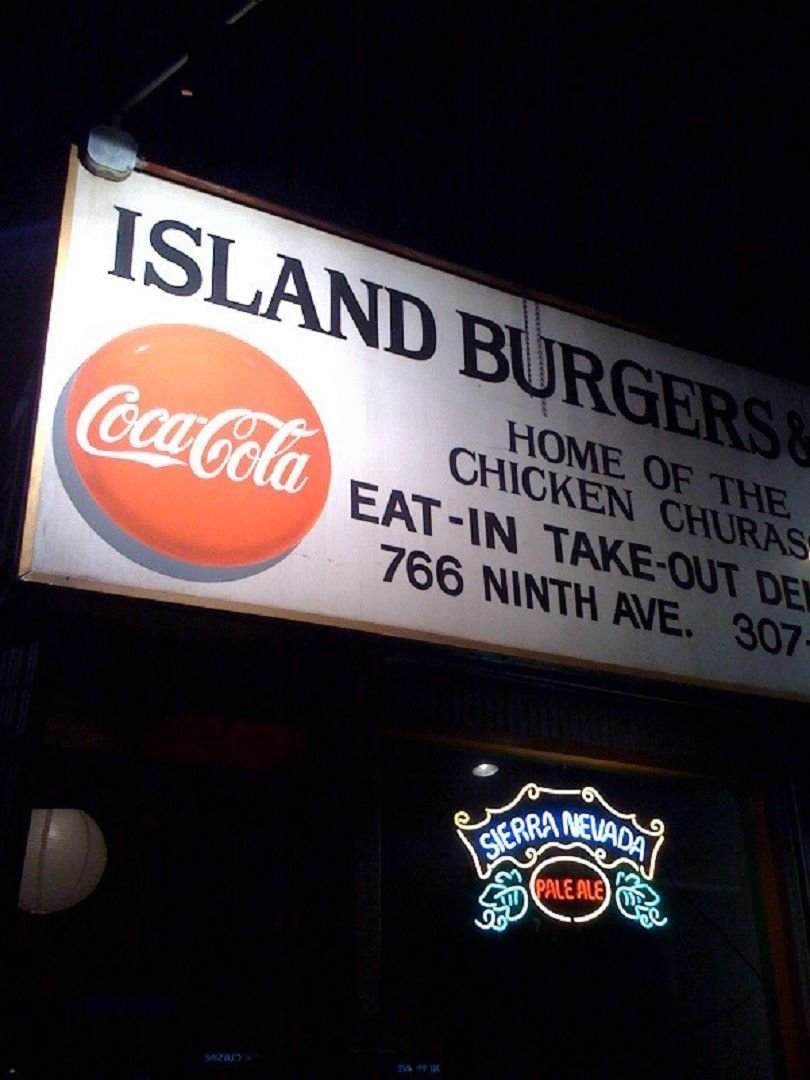 ISLAND BURGERS &
Coca-Cola
HOME OF THE
CHICKEN CHURAS
EAT-IN TAKE-OUT DE
766 NINTH AVE. 307-
SIERRA NEVADA
PALE ALE